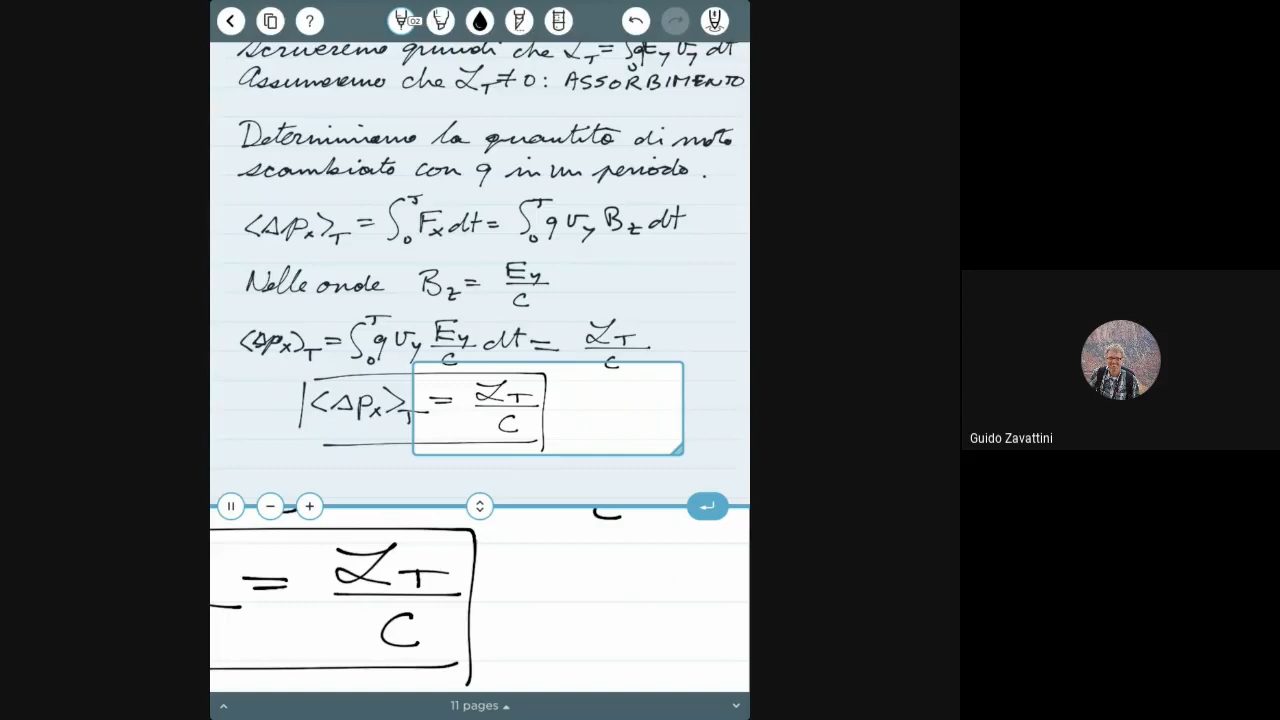 scriveremo quindi che ℒ_T = ∫₀ qE_y v_y dt
Assumeremo che ℒ_T ≠ 0 : ASSORBIMENTO
Determiniamo la quantità di moto
scambiato con q in un periodo.
<Δp_x>_T = ∫₀^T F_x dt = ∫₀^T q v_y B_z dt
Nelle onde B_z = E_y/c
<Δp_x>_T = ∫₀^T q v_y E_y/c dt = ℒ_T/c
|<Δp_x>_T = ℒ_T/c
= ℒ_T/c
11 pages
Guido Zavattini